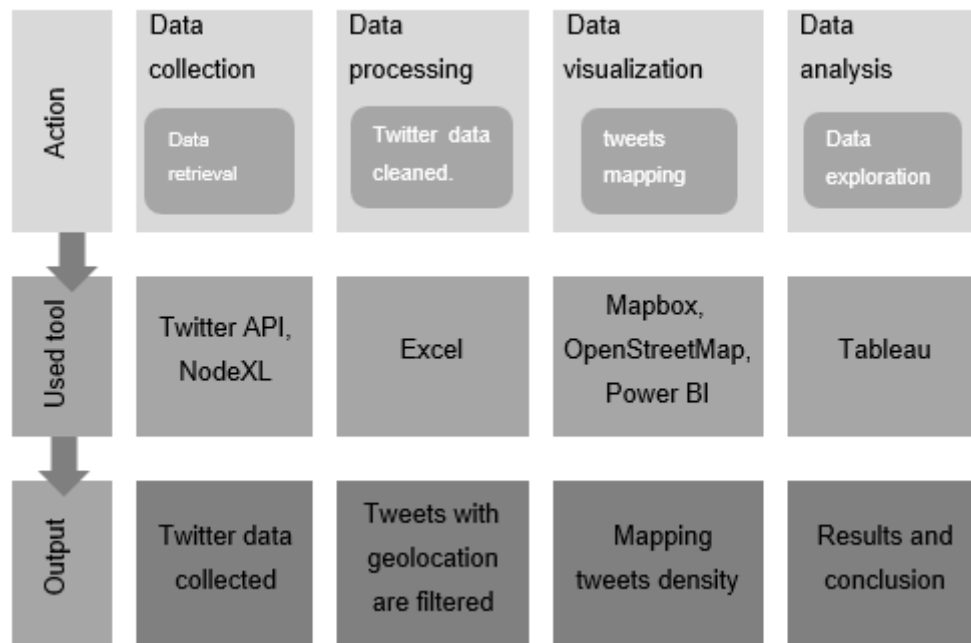 Action
Data
collection
Data
retrieval
Data
processing
Twitter data
cleaned.
Data
visualization
tweets
mapping
Data
analysis
Data
exploration
Used tool
Twitter API,
NodeXL
Excel
Mapbox,
OpenStreetMap,
Power BI
Tableau
Output
Twitter data
collected
Tweets with
geolocation
are filtered
Mapping
tweets density
Results and
conclusion